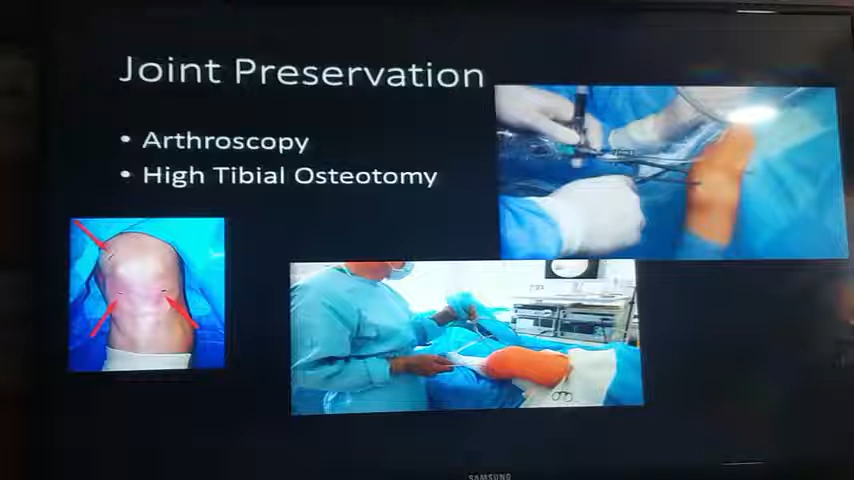 Joint Preservation
• Arthroscopy
• High Tibial Osteotomy
SAMSUNG